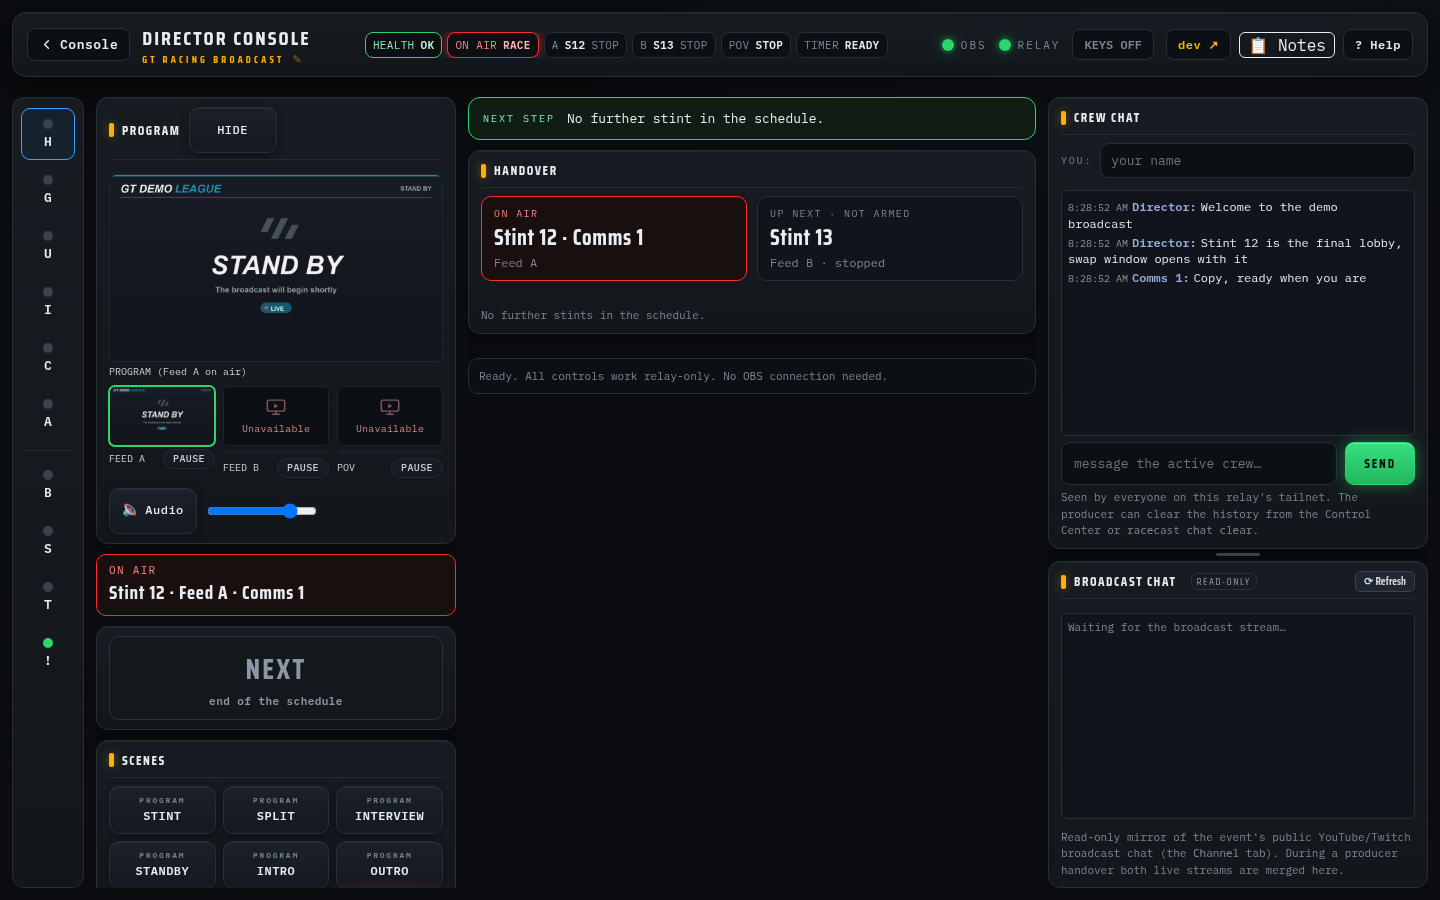 Console
DIRECTOR CONSOLE
GT RACING BROADCAST
HEALTH OK
ON AIR RACE
A S12 STOP
B S13 STOP
POV STOP
TIMER READY
OBS
RELAY
KEYS OFF
dev ↗
Notes
? Help
H
G
U
I
C
A
B
S
T
!
PROGRAM
HIDE
GT DEMO LEAGUE
STAND BY
STAND BY
The broadcast will begin shortly
LIVE
PROGRAM (Feed A on air)
STAND BY
Unavailable
Unavailable
FEED A
PAUSE
FEED B
PAUSE
POV
PAUSE
Audio
ON AIR
Stint 12 · Feed A · Comms 1
NEXT
end of the schedule
SCENES
PROGRAM
STINT
PROGRAM
SPLIT
PROGRAM
INTERVIEW
PROGRAM
STANDBY
PROGRAM
INTRO
PROGRAM
OUTRO
NEXT STEP No further stint in the schedule.
HANDOVER
ON AIR
Stint 12 · Comms 1
Feed A
UP NEXT · NOT ARMED
Stint 13
Feed B · stopped
No further stints in the schedule.
Ready. All controls work relay-only. No OBS connection needed.
CREW CHAT
YOU:
your name
8:28:52 AM Director: Welcome to the demo
broadcast
8:28:52 AM Director: Stint 12 is the final lobby,
swap window opens with it
8:28:52 AM Comms 1: Copy, ready when you are
message the active crew…
SEND
Seen by everyone on this relay's tailnet. The
producer can clear the history from the Control
Center or racecast chat clear.
BROADCAST CHAT
READ-ONLY
⟳ Refresh
Waiting for the broadcast stream…
Read-only mirror of the event's public YouTube/Twitch
broadcast chat (the Channel tab). During a producer
handover both live streams are merged here.